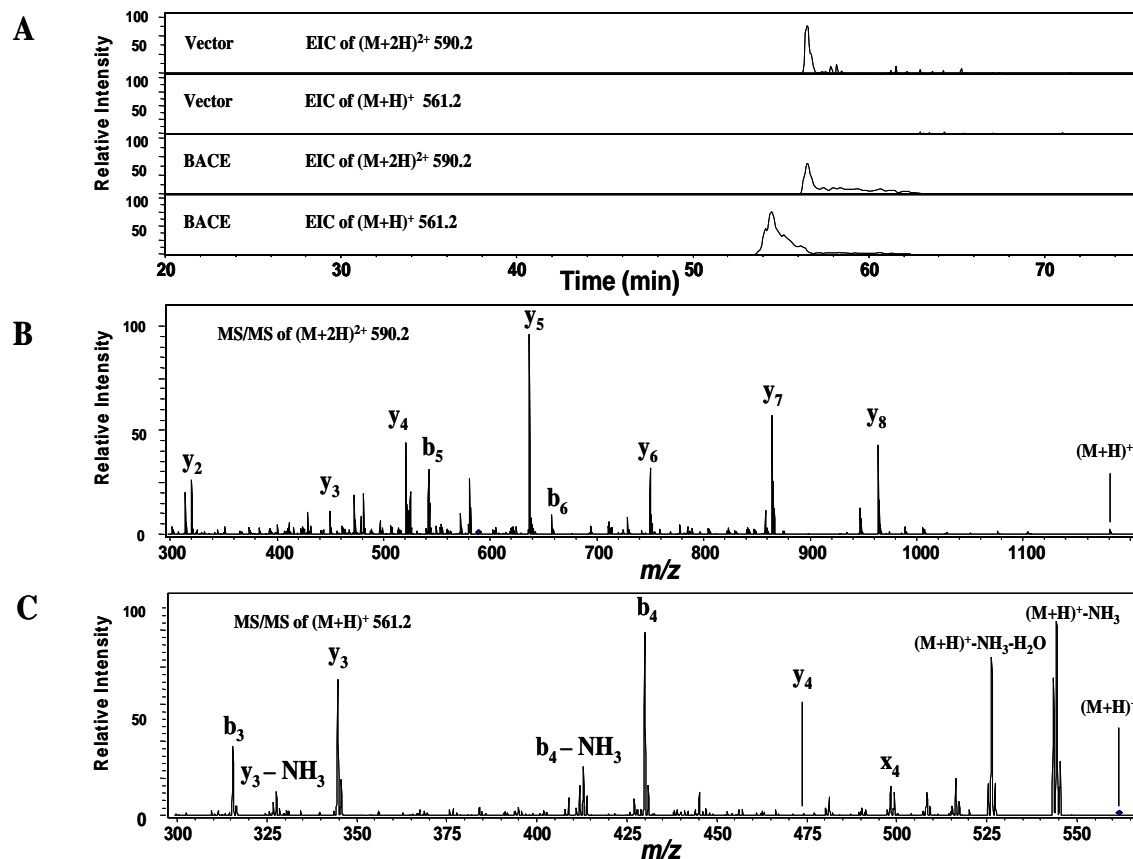 A
Relative Intensity
100
50
Vector
EIC of (M+2H)²⁺ 590.2
100
50
Vector
EIC of (M+H)⁺ 561.2
Relative Intensity
100
50
BACE
EIC of (M+2H)²⁺ 590.2
100
50
BACE
EIC of (M+H)⁺ 561.2
20 30 40 50 60 70
Time (min)
B
Relative Intensity
100
50
0
MS/MS of (M+2H)²⁺ 590.2
y₂
y₃
y₄
b₅
y₅
b₆
y₆
y₇
y₈
(M+H)⁺
300 400 500 600 700 800 900 1000 1100
m/z
C
Relative Intensity
100
50
0
MS/MS of (M+H)⁺ 561.2
b₃
y₃ – NH₃
y₃
b₄ – NH₃
b₄
y₄
x₄
(M+H)⁺-NH₃-H₂O
(M+H)⁺-NH₃
(M+H)⁺
300 325 350 375 400 425 450 475 500 525 550
m/z